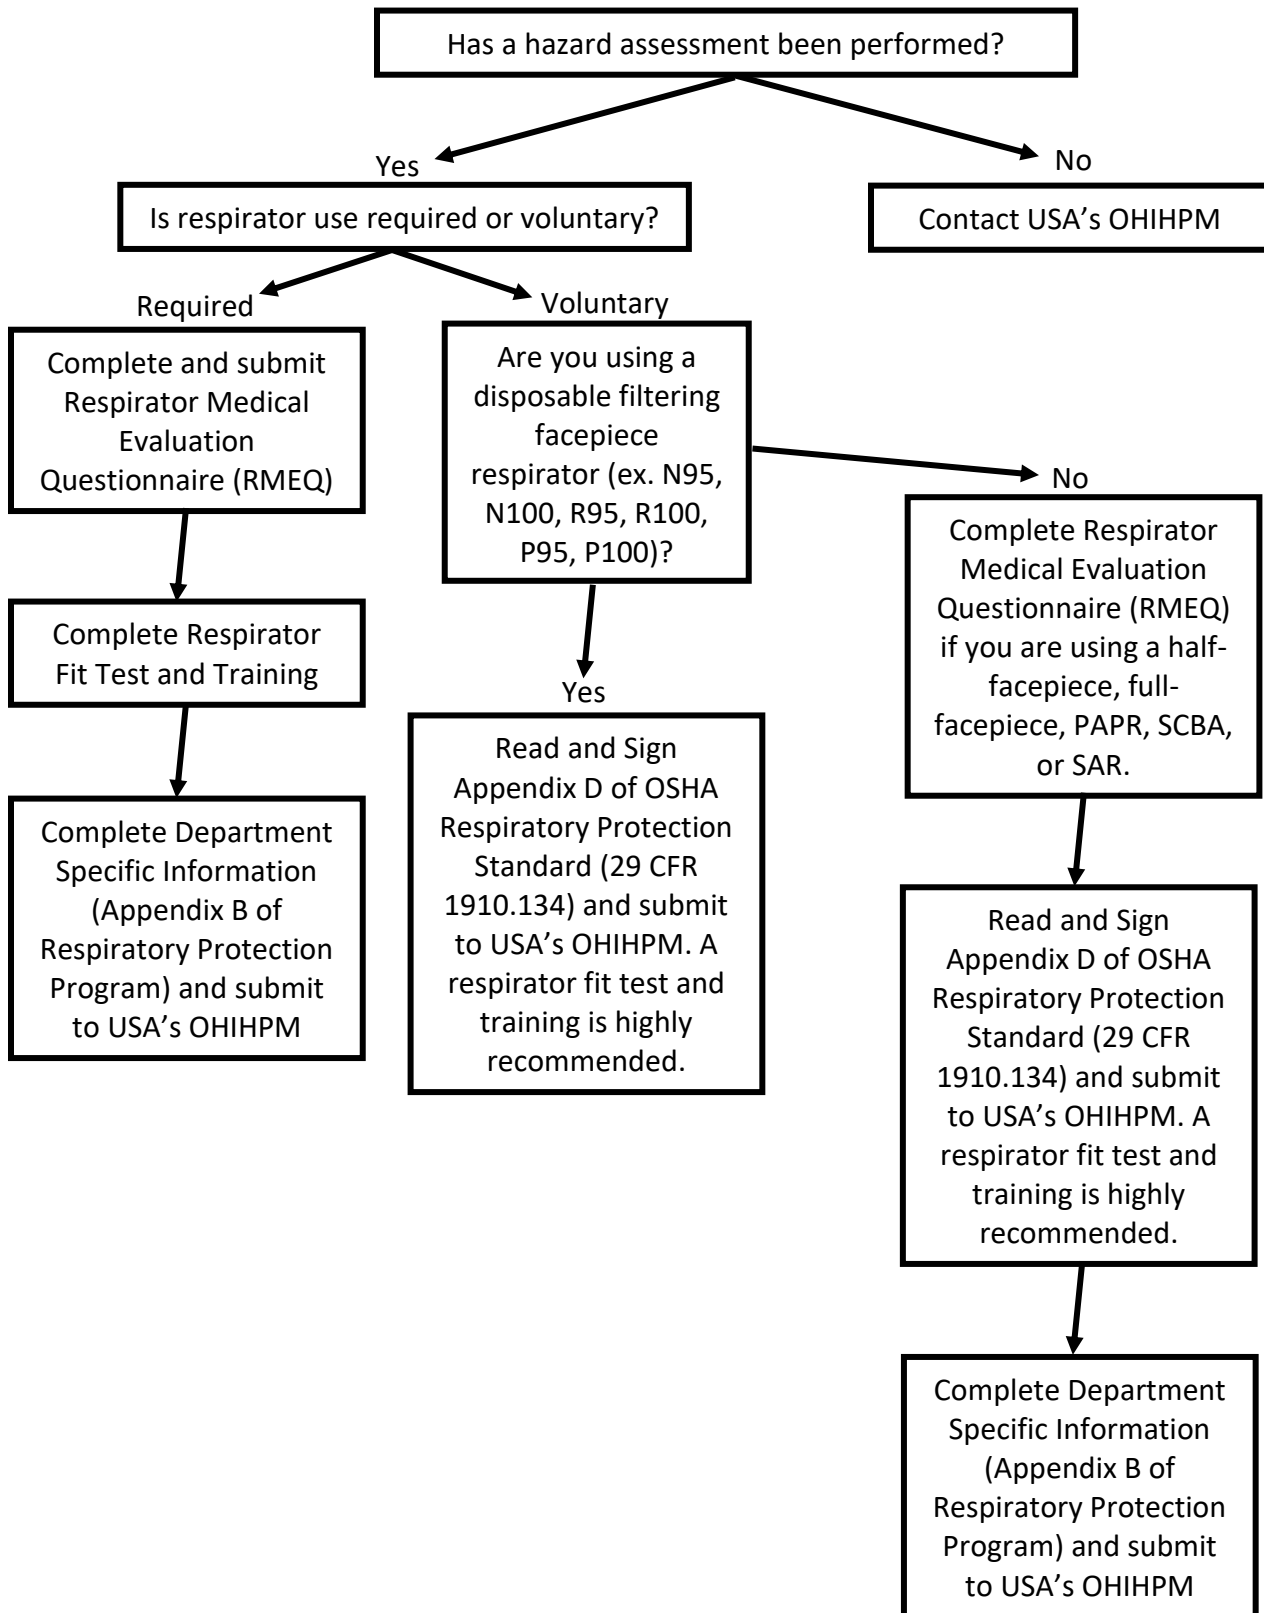 Has a hazard assessment been performed?
Yes
No
Is respirator use required or voluntary?
Contact USA’s OHIHPM
Required
Voluntary
Complete and submit
Respirator Medical
Evaluation
Questionnaire (RMEQ)
Complete Respirator
Fit Test and Training
Complete Department
Specific Information
(Appendix B of
Respiratory Protection
Program) and submit
to USA’s OHIHPM
Are you using a
disposable filtering
facepiece
respirator (ex. N95,
N100, R95, R100,
P95, P100)?
Yes
Read and Sign
Appendix D of OSHA
Respiratory Protection
Standard (29 CFR
1910.134) and submit
to USA’s OHIHPM. A
respirator fit test and
training is highly
recommended.
No
Complete Respirator
Medical Evaluation
Questionnaire (RMEQ)
if you are using a half-
facepiece, full-
facepiece, PAPR, SCBA,
or SAR.
Read and Sign
Appendix D of OSHA
Respiratory Protection
Standard (29 CFR
1910.134) and submit
to USA’s OHIHPM. A
respirator fit test and
training is highly
recommended.
Complete Department
Specific Information
(Appendix B of
Respiratory Protection
Program) and submit
to USA’s OHIHPM